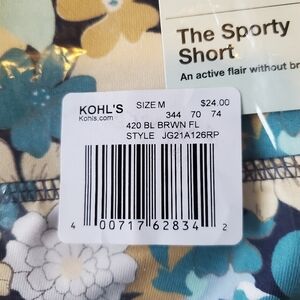 The Sporty
Short
An active flair without
KOHL'S
Kohls.com
SIZE M
$24.00
344 70 74
420 BL BRWN FL
STYLE JG21A126RP
4 00717 62834 2